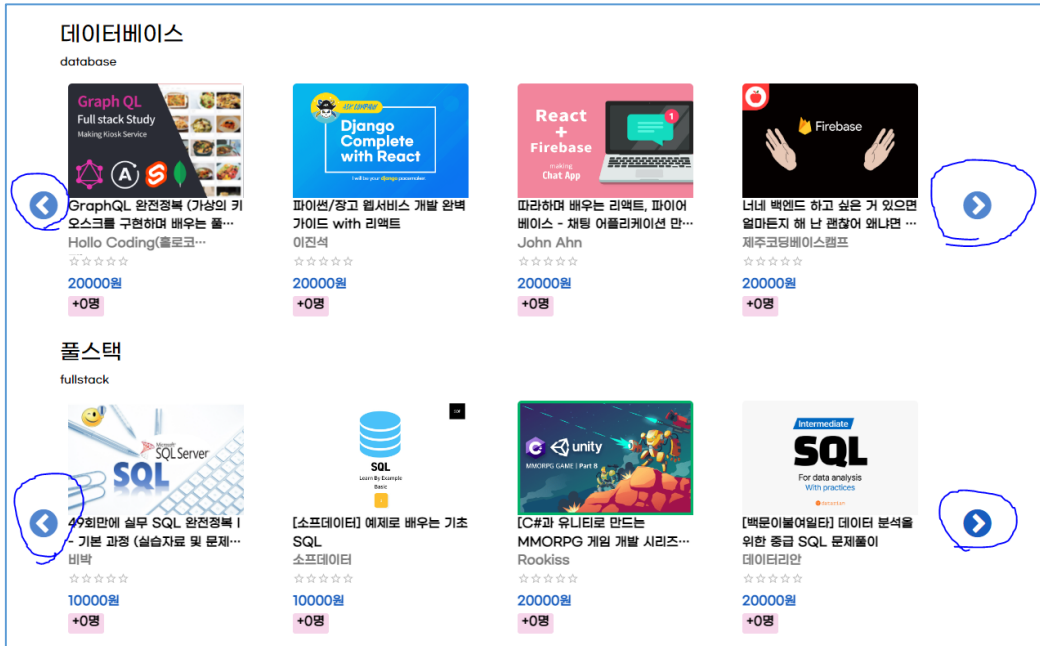 데이터베이스
database
Graph QL
Full stack Study
Making Kiosk Service
A
GraphQL 완전정복 (가상의 키
오스크를 구현하며 배우는 풀…
Hollo Coding(홀로코…
☆☆☆☆☆
20000원
+0명
ASK COMPANY
Django
Complete
with React
I will be your django pacemaker
파이썬/장고 웹서비스 개발 완벽
가이드 with 리액트
이진석
☆☆☆☆☆
20000원
+0명
React
+
Firebase
making
Chat App
1
따라하며 배우는 리액트, 파이어
베이스 - 채팅 어플리케이션 만…
John Ahn
☆☆☆☆☆
20000원
+0명
Firebase
너네 백엔드 하고 싶은 거 있으면
얼마든지 해 난 괜찮어 왜냐면 …
제주코딩베이스캠프
☆☆☆☆☆
20000원
+0명
풀스택
fullstack
Microsoft
SQL Server
SQL
49회만에 실무 SQL 완전정복 I
- 기본 과정 (실습자료 및 문제…
비박
☆☆☆☆☆
10000원
+0명
SQL
Learn By Example
Basic
[소프데이터] 예제로 배우는 기초
SQL
소프데이터
☆☆☆☆☆
10000원
+0명
unity
MMORPG GAME | Part 8
[C#과 유니티로 만드는
MMORPG 게임 개발 시리즈…
Rookiss
☆☆☆☆☆
20000원
+0명
Intermediate
SQL
For data analysis
With practices
datarian
[백문이불여일타] 데이터 분석을
위한 중급 SQL 문제풀이
데이터리안
☆☆☆☆☆
20000원
+0명